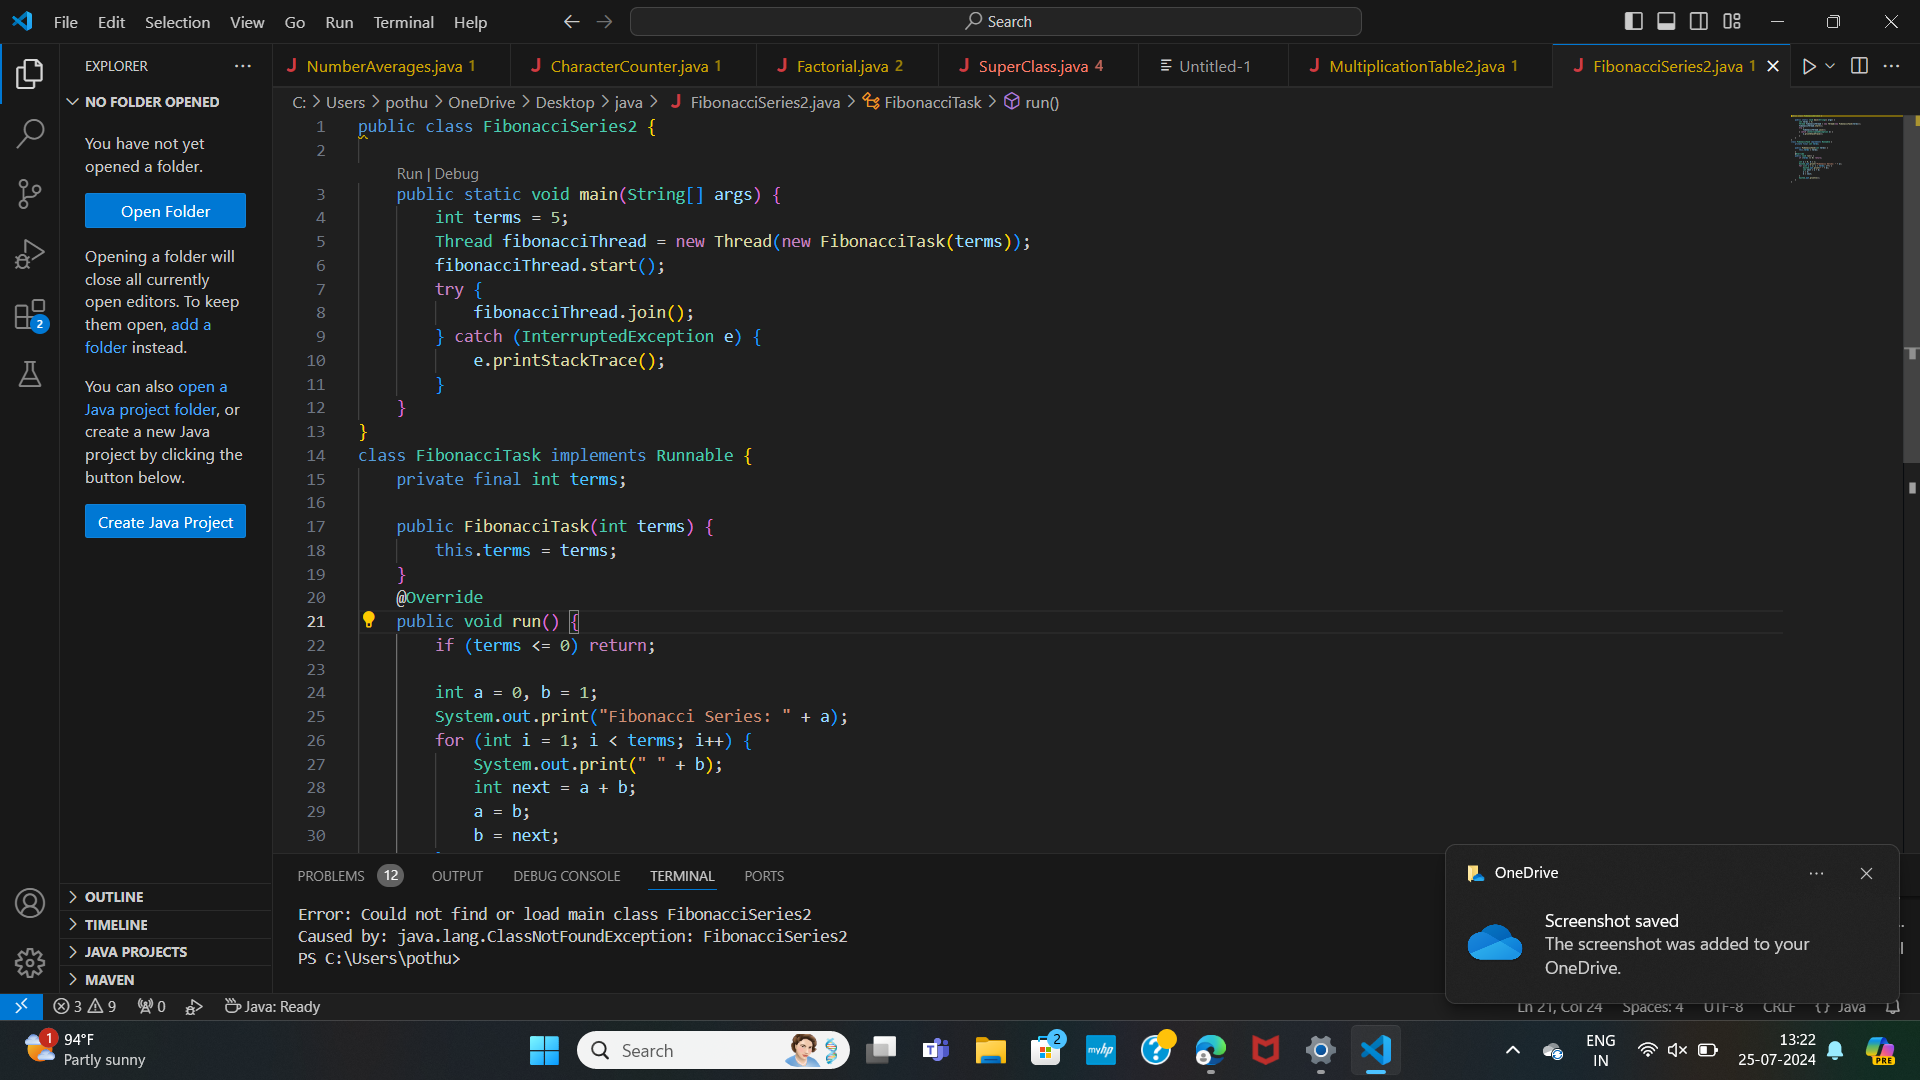 File Edit Selection View Go Run Terminal Help Search
EXPLORER
NumberAverages.java 1 CharacterCounter.java 1 Factorial.java 2 SuperClass.java 4 Untitled-1 MultiplicationTable2.java 1 FibonacciSeries2.java 1
NO FOLDER OPENED
You have not yet
opened a folder.
Open Folder
Opening a folder will
close all currently
open editors. To keep
them open, add a
folder instead.
You can also open a
Java project folder, or
create a new Java
project by clicking the
button below.
Create Java Project
OUTLINE
TIMELINE
JAVA PROJECTS
MAVEN
C: > Users > pothu > OneDrive > Desktop > java > FibonacciSeries2.java > FibonacciTask > run()
1 public class FibonacciSeries2 {
2
Run | Debug
3 public static void main(String[] args) {
4 int terms = 5;
5 Thread fibonacciThread = new Thread(new FibonacciTask(terms));
6 fibonacciThread.start();
7 try {
8 fibonacciThread.join();
9 } catch (InterruptedException e) {
10 e.printStackTrace();
11 }
12 }
13 }
14 class FibonacciTask implements Runnable {
15 private final int terms;
16
17 public FibonacciTask(int terms) {
18 this.terms = terms;
19 }
20 @Override
21 public void run() {
22 if (terms <= 0) return;
23
24 int a = 0, b = 1;
25 System.out.print("Fibonacci Series: " + a);
26 for (int i = 1; i < terms; i++) {
27 System.out.print(" " + b);
28 int next = a + b;
29 a = b;
30 b = next;
PROBLEMS 12 OUTPUT DEBUG CONSOLE TERMINAL PORTS
Error: Could not find or load main class FibonacciSeries2
Caused by: java.lang.ClassNotFoundException: FibonacciSeries2
PS C:\Users\pothu>
OneDrive
Screenshot saved
The screenshot was added to your
OneDrive.
2
3 9 0 Java: Ready
Ln 21, Col 24 Spaces: 4 UTF-8 CRLF {} Java
1
94°F
Partly sunny
Search
2
myhp
ENG
IN
13:22
25-07-2024
PRE